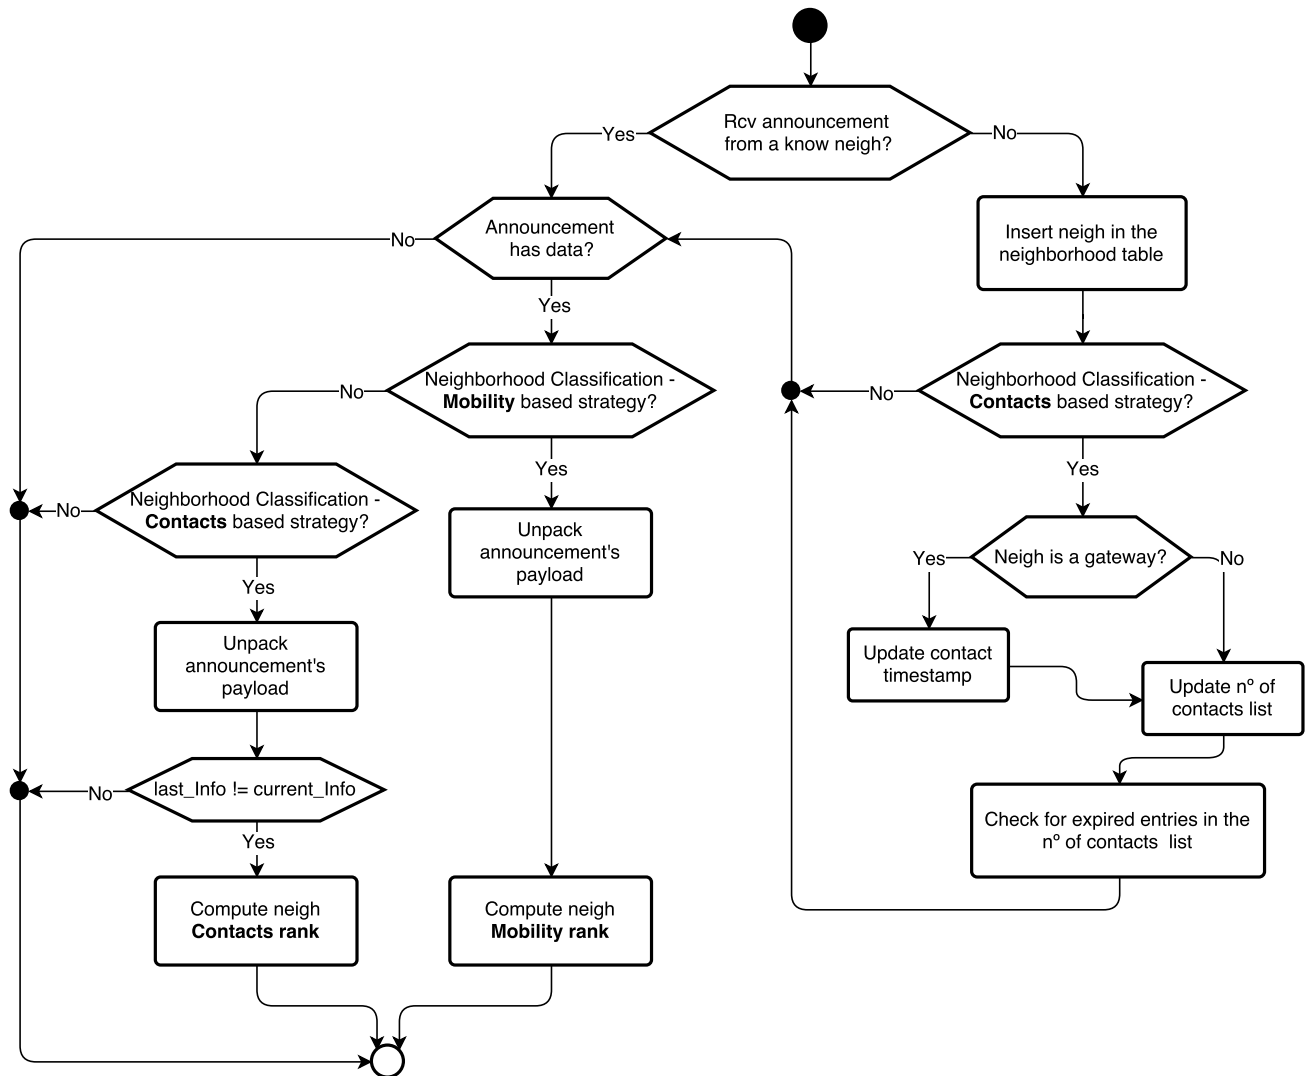 Rcv announcement
from a know neigh?
Yes
No
Announcement
has data?
Insert neigh in the
neighborhood table
No
Yes
Neighborhood Classification -
Mobility based strategy?
Neighborhood Classification -
Contacts based strategy?
No
No
Yes
Yes
Neighborhood Classification -
Contacts based strategy?
No
Unpack
announcement's
payload
Neigh is a gateway?
Yes
No
Yes
Unpack
announcement's
payload
Update contact
timestamp
Update nº of
contacts list
last_Info != current_Info
No
Yes
Check for expired entries in the
nº of contacts list
Compute neigh
Contacts rank
Compute neigh
Mobility rank